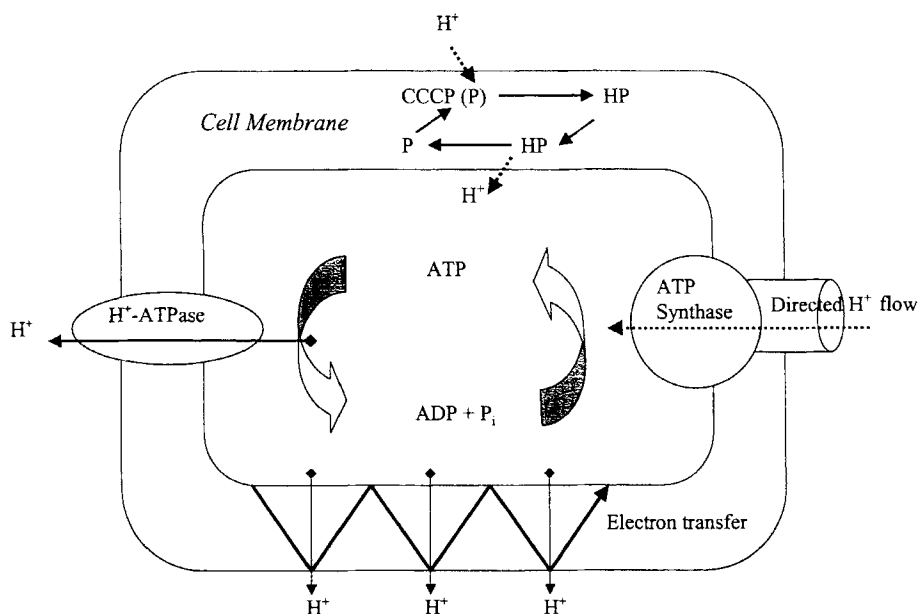 H⁺
CCCP (P) HP
Cell Membrane
P HP
H⁺
ATP
ATP
Synthase
Directed H⁺ flow
H⁺-ATPase
H⁺
ADP + Pᵢ
Electron transfer
H⁺ H⁺ H⁺